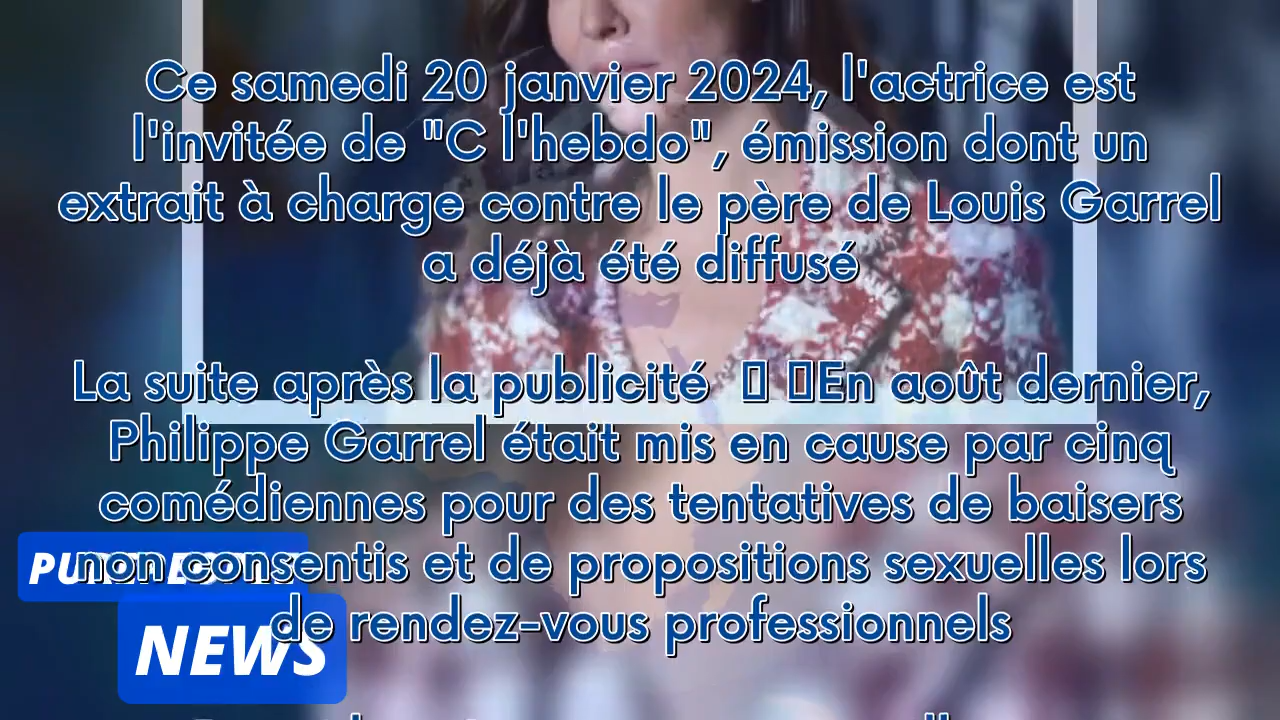 Ce samedi 20 janvier 2024, l'actrice est
l'invitée de "C l'hebdo", émission dont un
extrait à charge contre le père de Louis Garrel
a déjà été diffusé
La suite après la publicité En août dernier,
Philippe Garrel était mis en cause par cinq
comédiennes pour des tentatives de baisers
non consentis et de propositions sexuelles lors
de rendez-vous professionnels
NEWS